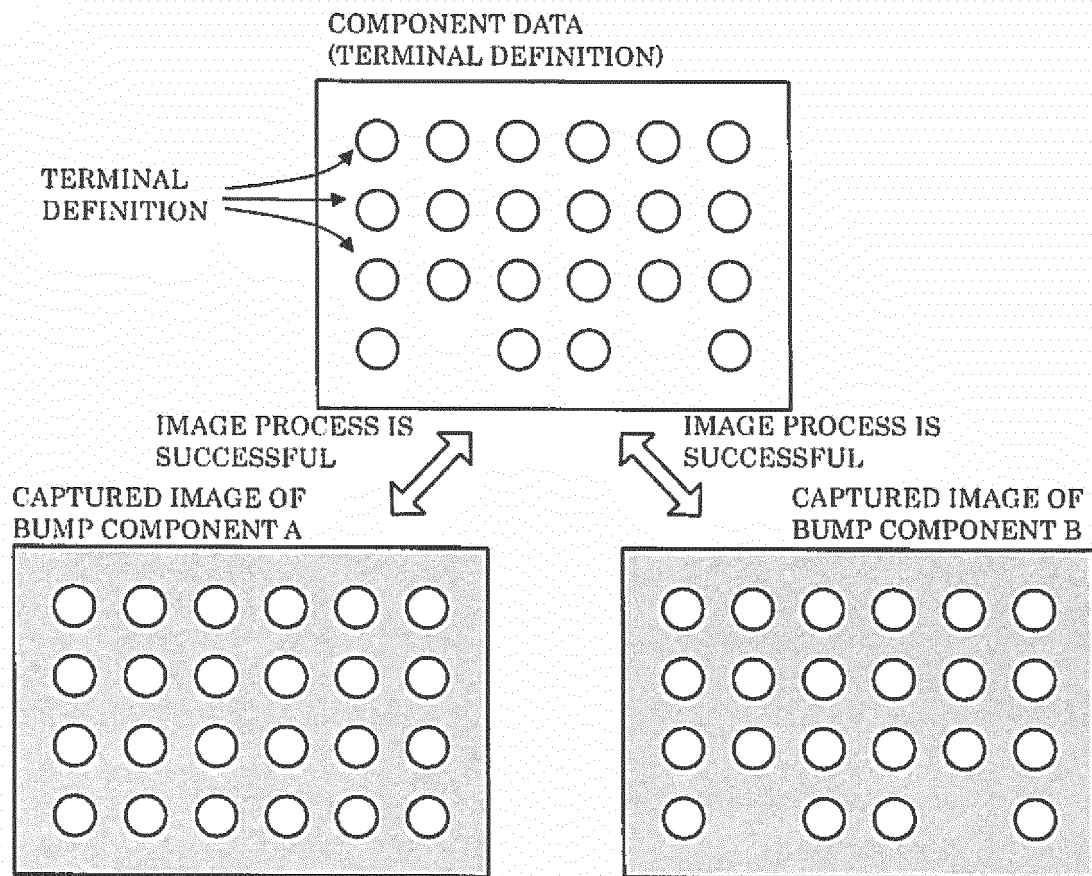 COMPONENT DATA
(TERMINAL DEFINITION)
TERMINAL
DEFINITION
IMAGE PROCESS IS
SUCCESSFUL
IMAGE PROCESS IS
SUCCESSFUL
CAPTURED IMAGE OF
BUMP COMPONENT A
CAPTURED IMAGE OF
BUMP COMPONENT B